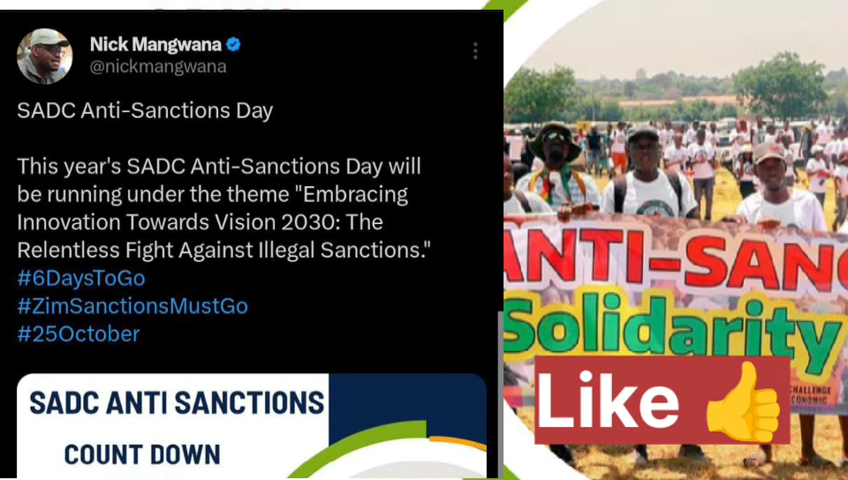 Nick Mangwana
@nickmangwana
SADC Anti-Sanctions Day
This year's SADC Anti-Sanctions Day will
be running under the theme "Embracing
Innovation Towards Vision 2030: The
Relentless Fight Against Illegal Sanctions."
#6DaysToGo
#ZimSanctionsMustGo
#25October
SADC ANTI SANCTIONS
COUNT DOWN
ANTI-SANC
Solidarity
CHALLENGE
ECONOMIC
Like 👍